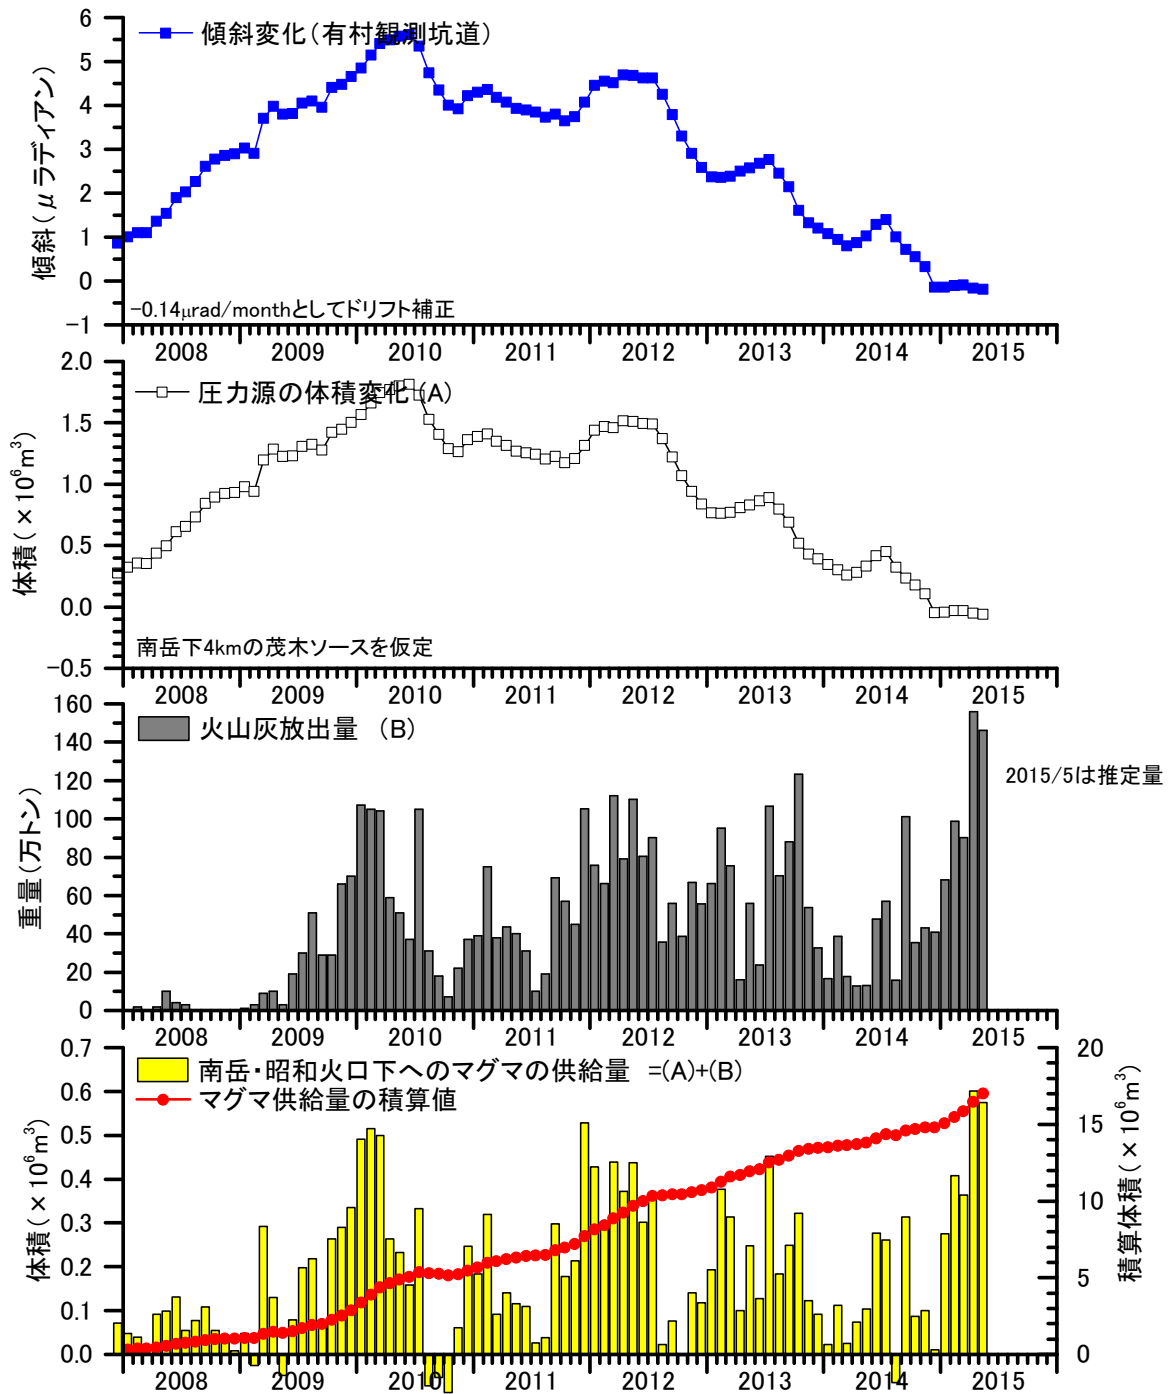 6
5
4
3
2
1
0
−1
傾斜(μラディアン)
傾斜変化(有村観測坑道)
−0.14μrad/monthとしてドリフト補正
2008 2009 2010 2011 2012 2013 2014 2015
2.0
1.5
1.0
0.5
0.0
−0.5
体積(×10⁶m³)
圧力源の体積変化(A)
南岳下4kmの茂木ソースを仮定
2008 2009 2010 2011 2012 2013 2014 2015
160
140
120
100
80
60
40
20
0
重量(万トン)
火山灰放出量 (B)
2015/5は推定量
2008 2009 2010 2011 2012 2013 2014 2015
0.7
0.6
0.5
0.4
0.3
0.2
0.1
0.0
体積(×10⁶m³)
南岳・昭和火口下へのマグマの供給量 =(A)+(B)
マグマ供給量の積算値
20
15
10
5
0
積算体積(×10⁶m³)
2008 2009 2010 2011 2012 2013 2014 2015